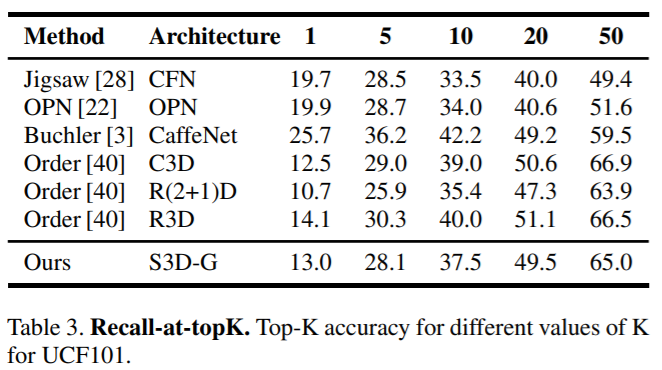 Method Architecture 1 5 10 20 50
Jigsaw [28] CFN 19.7 28.5 33.5 40.0 49.4
OPN [22] OPN 19.9 28.7 34.0 40.6 51.6
Buchler [3] CaffeNet 25.7 36.2 42.2 49.2 59.5
Order [40] C3D 12.5 29.0 39.0 50.6 66.9
Order [40] R(2+1)D 10.7 25.9 35.4 47.3 63.9
Order [40] R3D 14.1 30.3 40.0 51.1 66.5
Ours S3D-G 13.0 28.1 37.5 49.5 65.0
Table 3. Recall-at-topK. Top-K accuracy for different values of K
for UCF101.